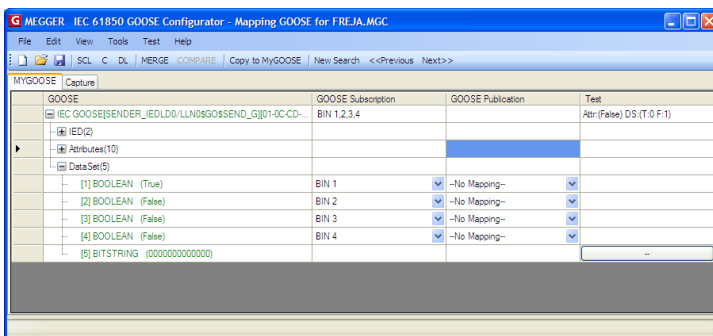 MEGGER IEC 61850 GOOSE Configurator - Mapping GOOSE for FREJA.MGC
File Edit View Tools Test Help
SCL C DL MERGE COMPARE Copy to MyGOOSE New Search <<Previous Next>>
MYGOOSE Capture
GOOSE GOOSE Subscription GOOSE Publication Test
IEC GOOSE[SENDER_IEDLD0/LLN0$GO$SEND_G][01-0C-CD-... BIN 1,2,3,4 Attr:(False) DS:(T:0 F:1)
IED(2)
Attributes(10)
DataSet(5)
[1] BOOLEAN (True) BIN 1 --No Mapping--
[2] BOOLEAN (False) BIN 2 --No Mapping--
[3] BOOLEAN (False) BIN 3 --No Mapping--
[4] BOOLEAN (False) BIN 4 --No Mapping--
[5] BITSTRING (0000000000000) --